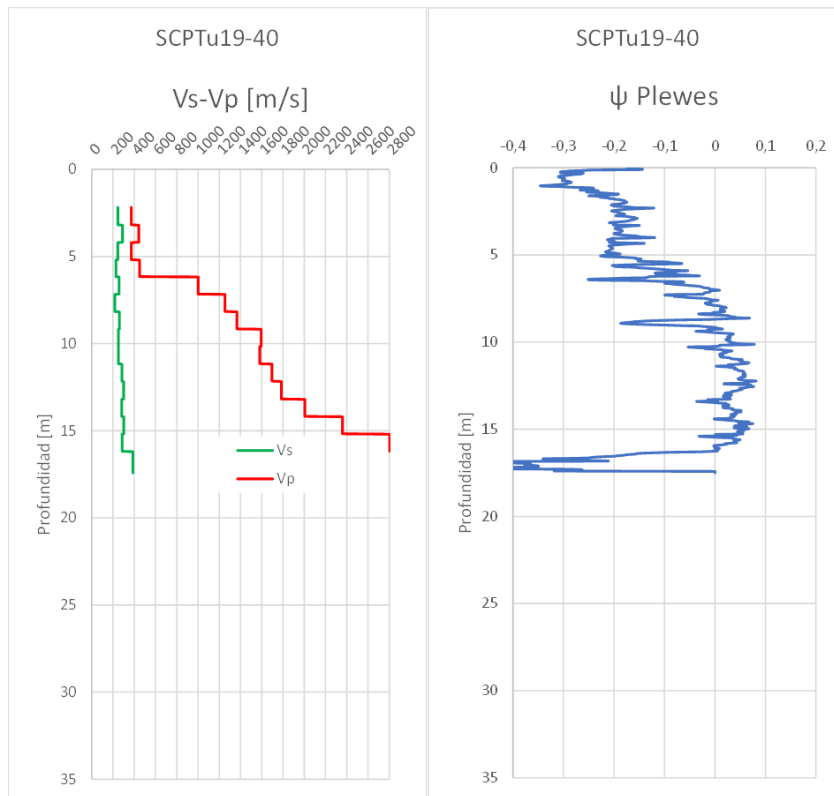 SCPTu19-40
Vs-Vp [m/s]
0 200 400 600 800 1000 1200 1400 1600 1800 2000 2200 2400 2600 2800
0
5
10
15
20
25
30
35
Profundidad [m]
Vs
Vp
SCPTu19-40
ψ Plewes
-0,4 -0,3 -0,2 -0,1 0 0,1 0,2
0
5
10
15
20
25
30
35
Profundidad [m]